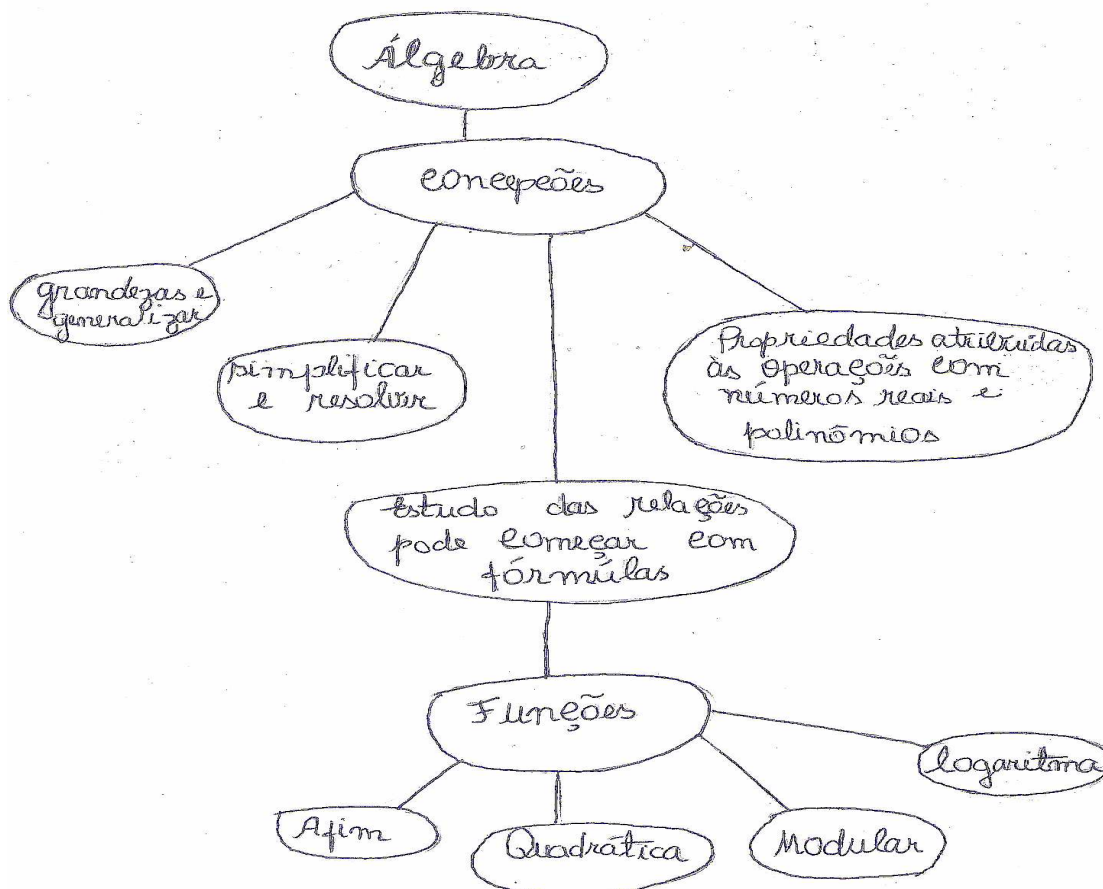 Álgebra
concepções
grandezas e
generalizar
simplificar
e resolver
Propriedades atribuídas
às operações com
números reais e
polinômios
Estudo das relações
pode começar com
fórmúlas
Funções
logaritma
Afim
Quadrática
Modular